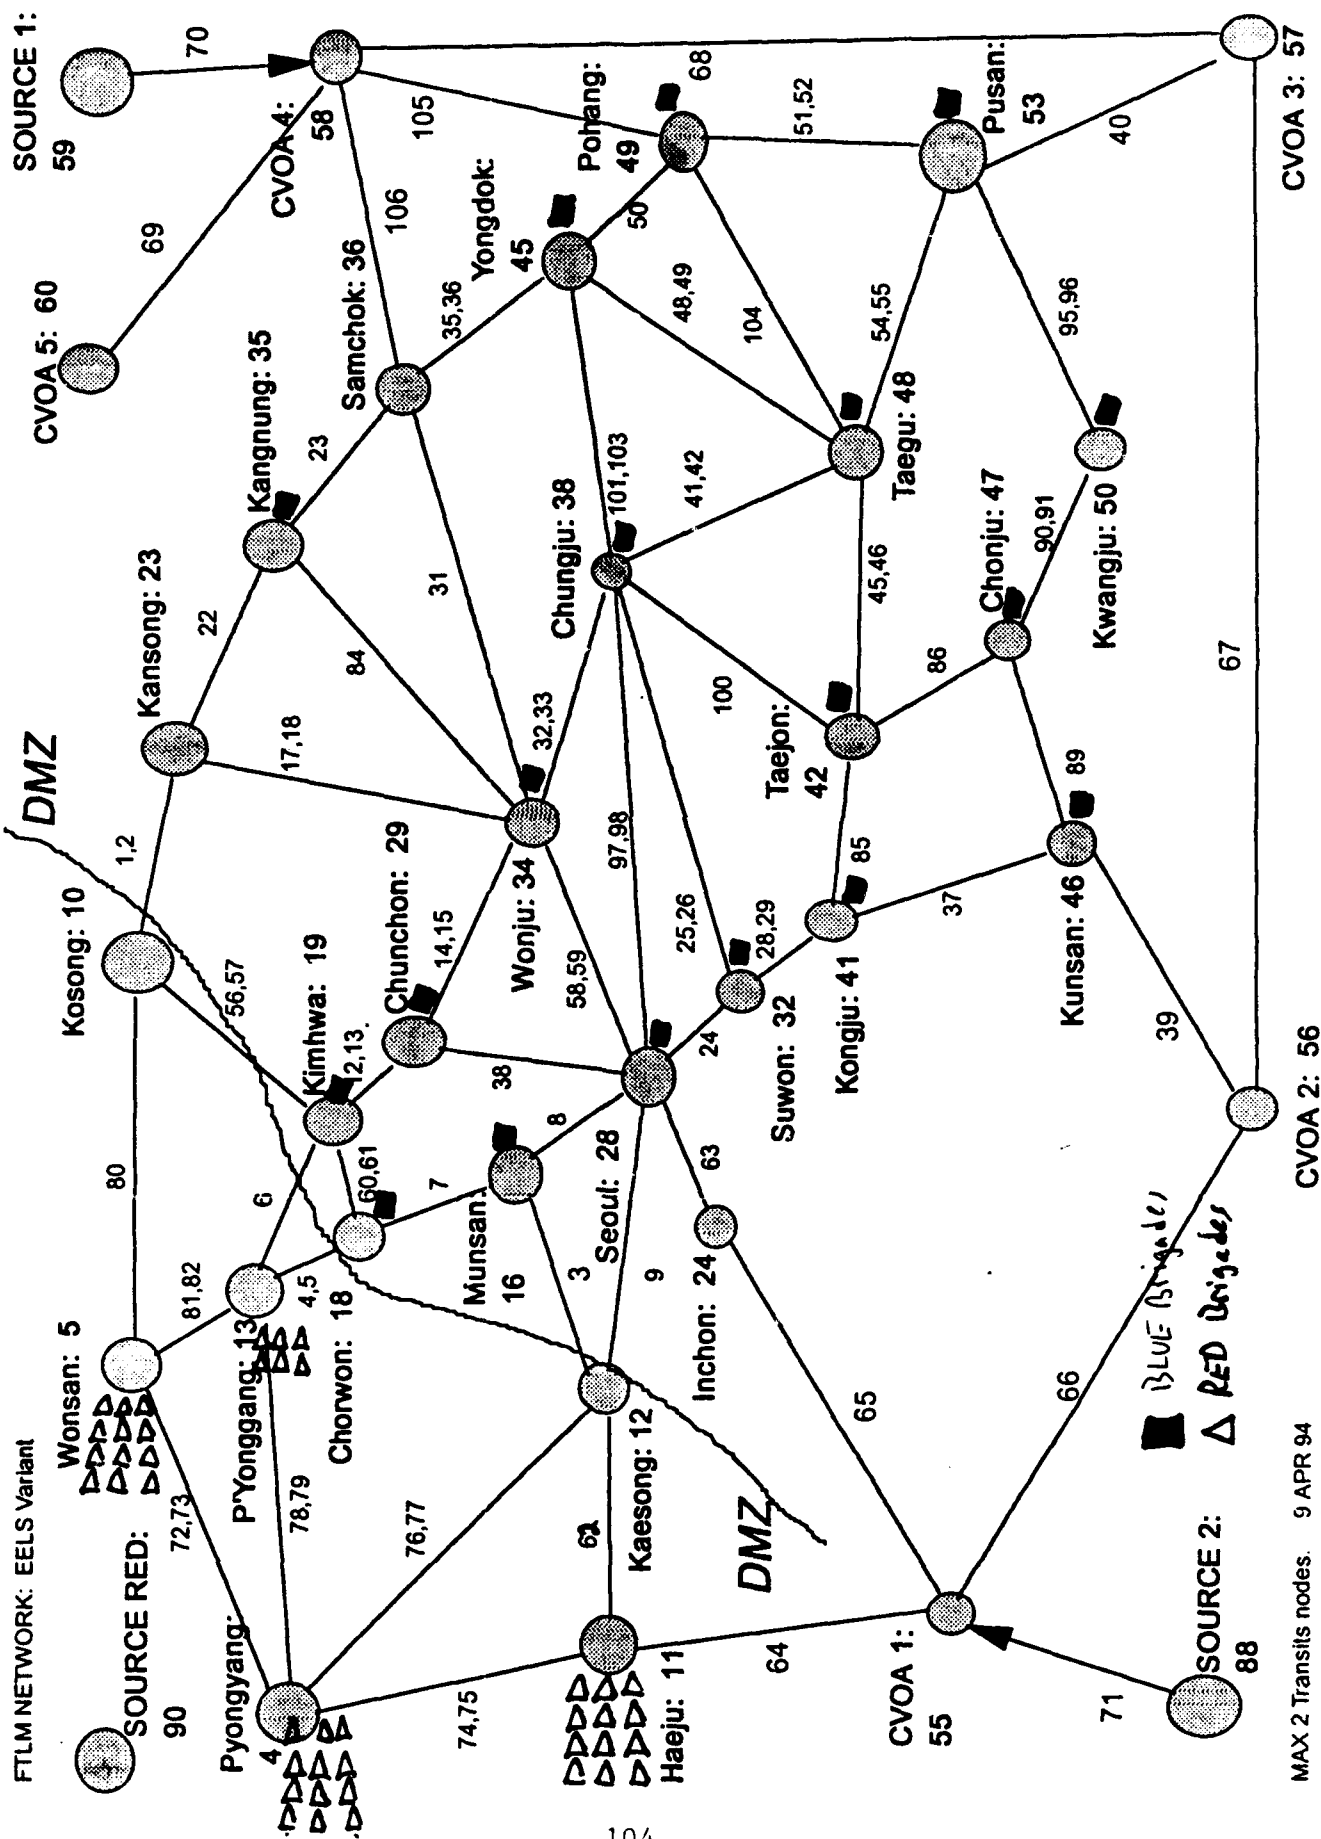 FTLM NETWORK: EELS Variant
SOURCE RED:
90
Wonsan: 5
Kosong: 10
DMZ
Kansong: 23
Kangnung: 35
CVOA 5: 60
SOURCE 1:
59
80
1,2
22
69
70
72,73
81,82
56,57
17,18
84
23
Samchok: 36
CVOA 4:
58
Pyongyang:
4
P'Yonggang: 13
6
Kimhwa: 19
78,79
4,5
60,61
12,13
Chorwon: 18
Chunchon: 29
31
106
105
35,36
Yongdok:
45
76,77
7
38
14,15
Munsan:
16
8
Wonju: 34
32,33
Chungju: 38
50
Pohang:
49
68
74,75
62
3
58,59
101,103
Kaesong: 12
9
Seoul: 28
97,98
Haeju: 11
Inchon: 24
63
24
25,26
100
41,42
48,49
104
51,52
DMZ
Suwon: 32
28,29
Taejon:
42
64
65
Kongju: 41
85
45,46
Taegu: 48
54,55
Pusan:
53
CVOA 1:
55
37
86
Chonju: 47
Kunsan: 46
89
90,91
Kwangju: 50
95,96
40
71
66
39
67
BLUE Brigades
RED Brigades
SOURCE 2:
88
CVOA 2: 56
CVOA 3: 57
MAX 2 Transits nodes. 9 APR 94
104